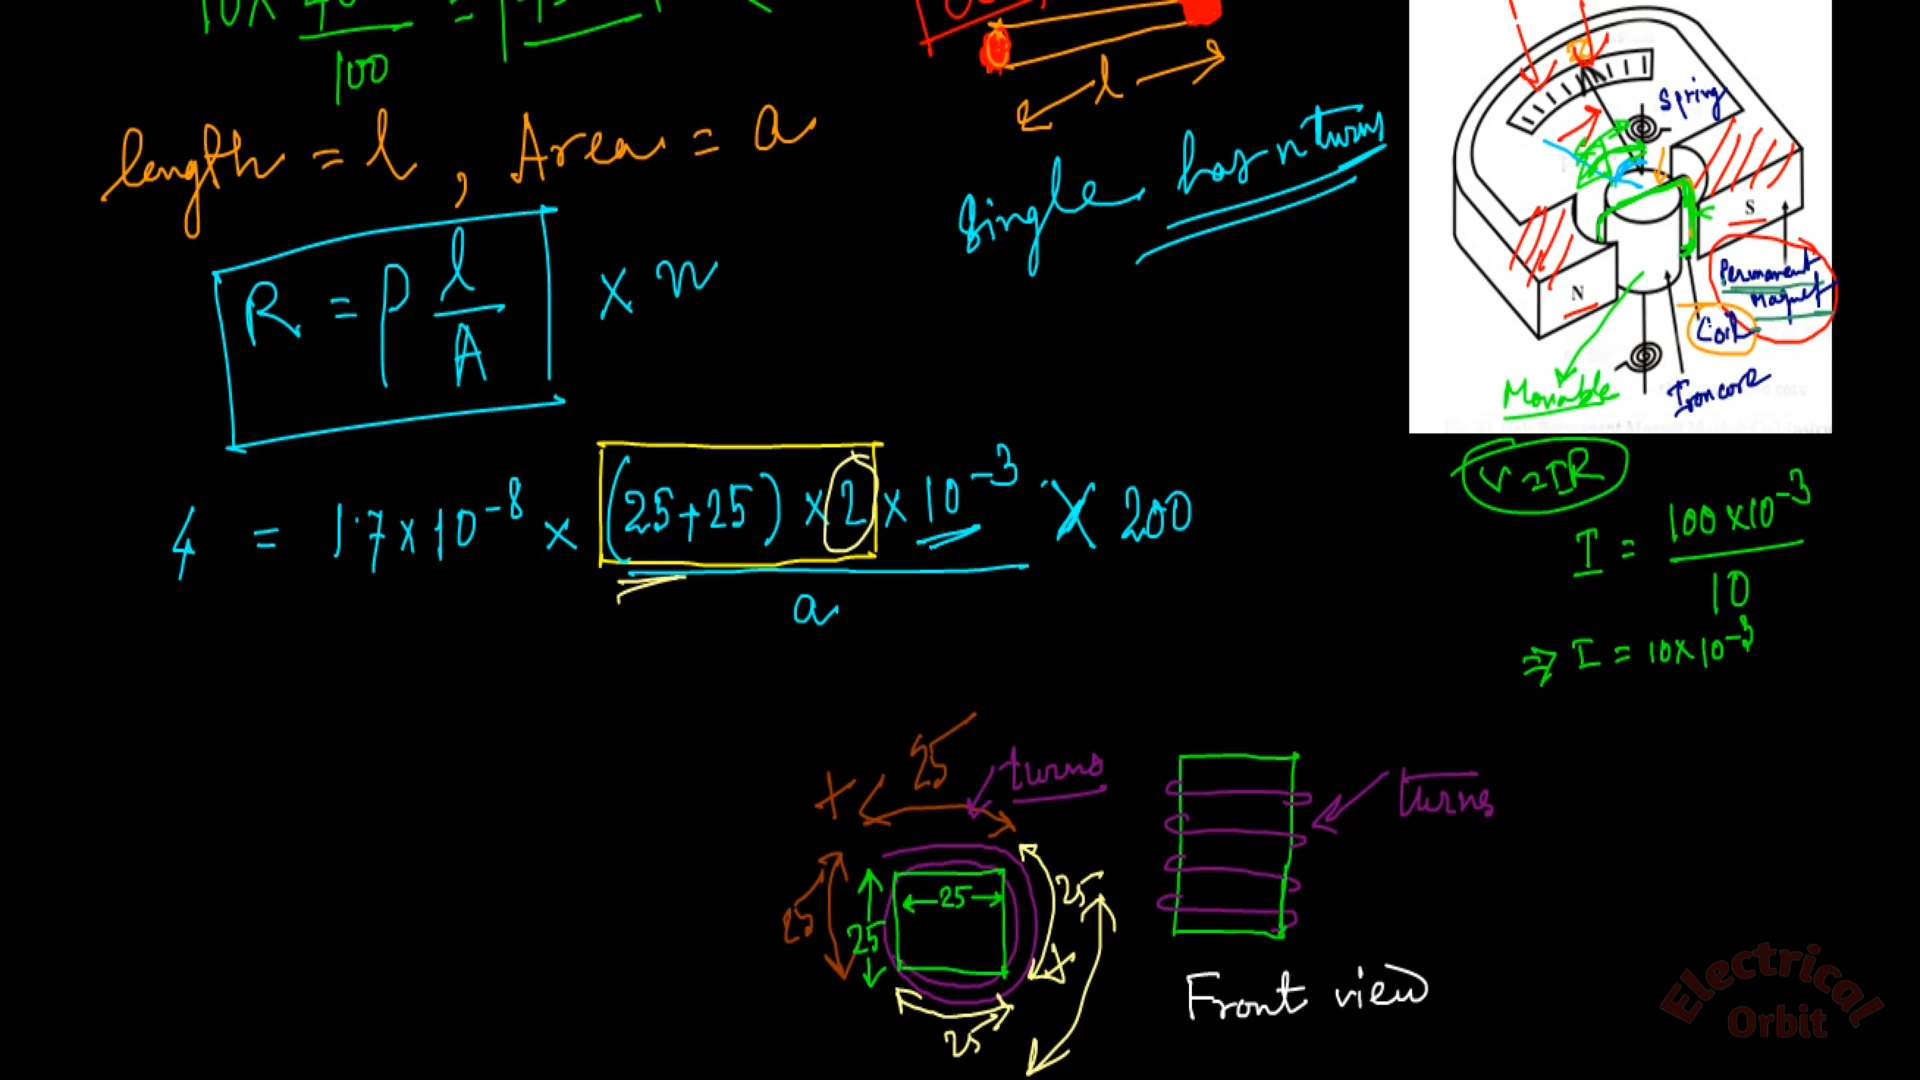 10 x
100
length = l , Area = a
single has n turns
R = ρ l/A x n
4 = 1.7 x 10⁻⁸ x (25+25) x 2 x 10⁻³ / a x 200
l
Spring
N
S
Permanent
Magnet
Coil
Movable
Iron core
V = IR
I = 100 x 10⁻³ / 10
⇒ I = 10 x 10⁻³
25
turns
25
25
25
25
25
turns
Front view
Electrical
Orbit